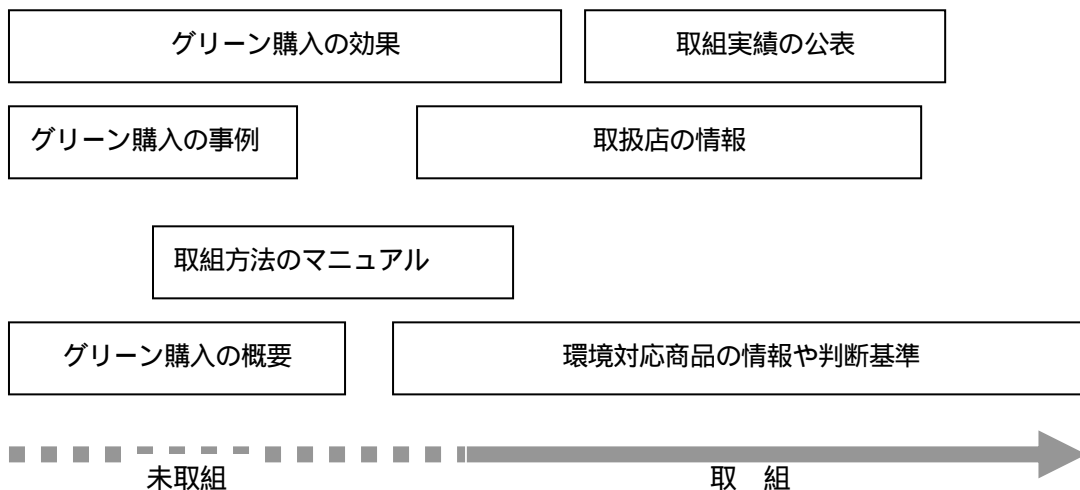 グリーン購入の効果
取組実績の公表
グリーン購入の事例
取扱店の情報
取組方法のマニュアル
グリーン購入の概要
環境対応商品の情報や判断基準
未取組
取 組